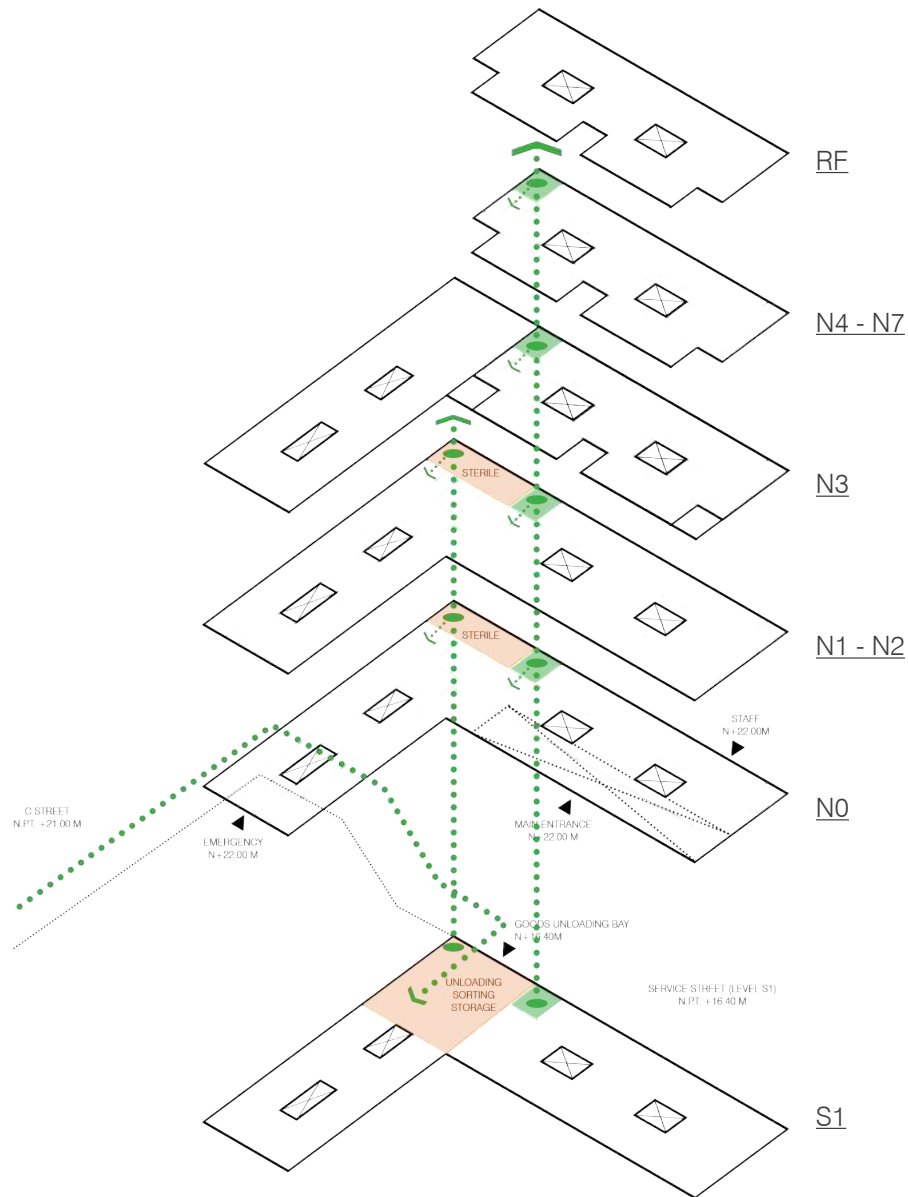 RF
N4 - N7
N3
STERILE
N1 - N2
STERILE
STAFF
N+22.00M
C STREET
N.PT. +21.00 M
EMERGENCY
N+22.00 M
MAIN ENTRANCE
N+22.00 M
N0
GOODS UNLOADING BAY
N+16.40M
UNLOADING
SORTING
STORAGE
SERVICE STREET (LEVEL S1)
N.PT. +16.40 M
S1